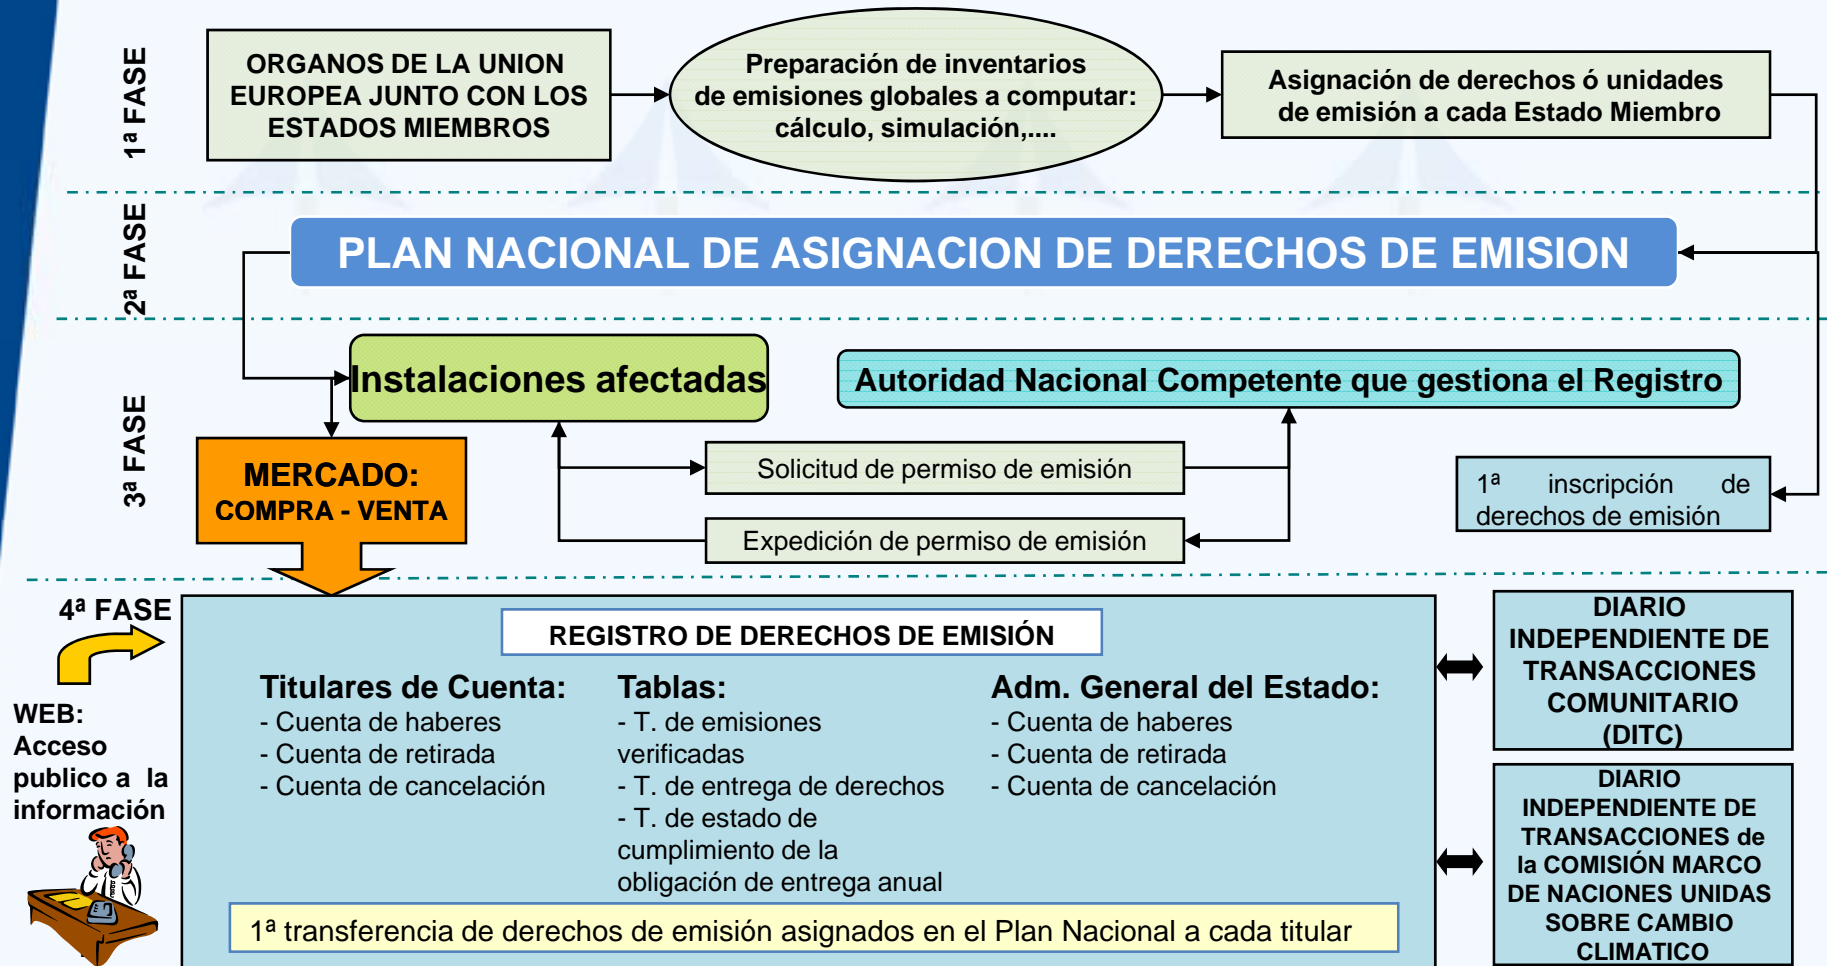 1ª FASE
ORGANOS DE LA UNION
EUROPEA JUNTO CON LOS
ESTADOS MIEMBROS
Preparación de inventarios
de emisiones globales a computar:
cálculo, simulación,....
Asignación de derechos ó unidades
de emisión a cada Estado Miembro
2ª FASE
PLAN NACIONAL DE ASIGNACION DE DERECHOS DE EMISION
3ª FASE
Instalaciones afectadas
Autoridad Nacional Competente que gestiona el Registro
MERCADO:
COMPRA - VENTA
Solicitud de permiso de emisión
Expedición de permiso de emisión
1ª inscripción de
derechos de emisión
4ª FASE
WEB:
Acceso
publico a la
información
REGISTRO DE DERECHOS DE EMISIÓN
Titulares de Cuenta:
- Cuenta de haberes
- Cuenta de retirada
- Cuenta de cancelación
Tablas:
- T. de emisiones
verificadas
- T. de entrega de derechos
- T. de estado de
cumplimiento de la
obligación de entrega anual
Adm. General del Estado:
- Cuenta de haberes
- Cuenta de retirada
- Cuenta de cancelación
1ª transferencia de derechos de emisión asignados en el Plan Nacional a cada titular
DIARIO
INDEPENDIENTE DE
TRANSACCIONES
COMUNITARIO
(DITC)
DIARIO
INDEPENDIENTE DE
TRANSACCIONES de
la COMISIÓN MARCO
DE NACIONES UNIDAS
SOBRE CAMBIO
CLIMATICO